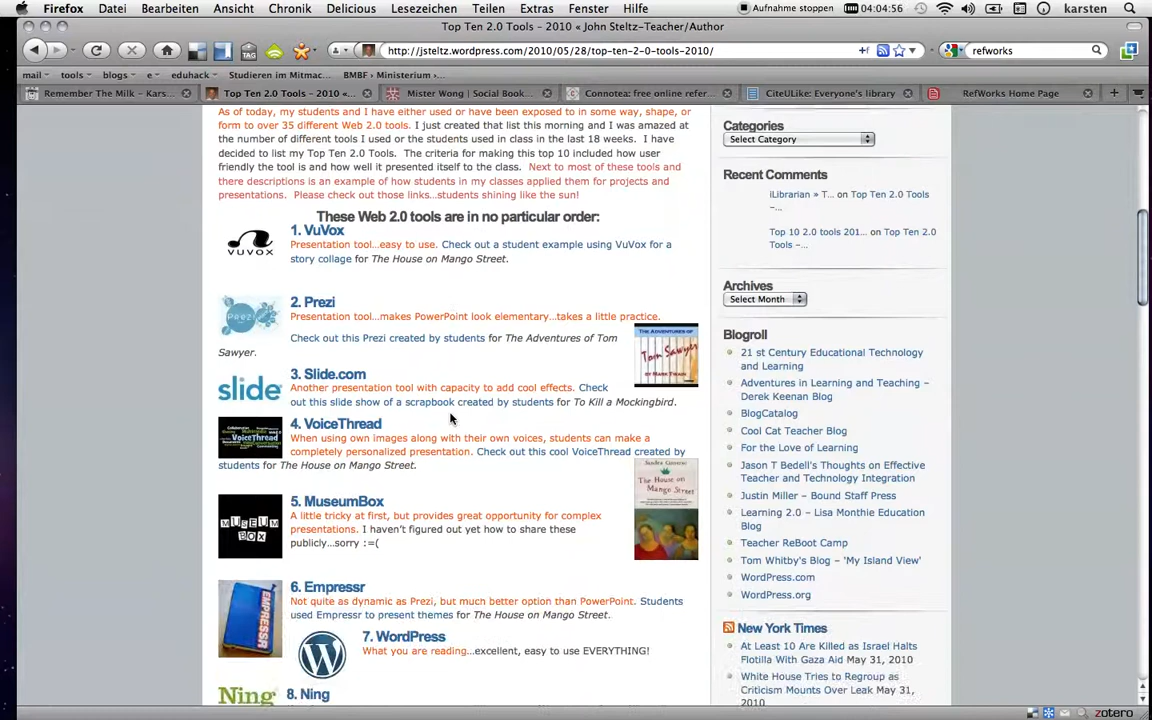 Firefox Datei Bearbeiten Ansicht Chronik Delicious Lesezeichen Teilen Extras Fenster Hilfe Aufnahme stoppen 04:04:56 karsten
Top Ten 2.0 Tools – 2010 « John Steltz-Teacher/Author
http://jsteltz.wordpress.com/2010/05/28/top-ten-2-0-tools-2010/ refworks
mail tools blogs e eduhack Studieren im Mitmac... BMBF › Ministerium ...
Remember The Milk – Kars... Top Ten 2.0 Tools – 2010 «... Mister Wong | Social Book... Connotea: free online refer... CiteULike: Everyone's library RefWorks Home Page
As of today, my students and I have either used or have been exposed to in some way, shape, or
form to over 35 different Web 2.0 tools. I just created that list this morning and I was amazed at
the number of different tools I used or the students used in class in the last 18 weeks. I have
decided to list my Top Ten 2.0 Tools. The criteria for making this top 10 included how user
friendly the tool is and how well it presented itself to the class. Next to most of these tools and
there descriptions is an example of how students in my classes applied them for projects and
presentations. Please check out those links...students shining like the sun!
These Web 2.0 tools are in no particular order:
VUVOX
1. VuVox
Presentation tool...easy to use. Check out a student example using VuVox for a
story collage for The House on Mango Street.
Prezi
2. Prezi
Presentation tool...makes PowerPoint look elementary...takes a little practice.
Check out this Prezi created by students for The Adventures of Tom
Sawyer.
THE ADVENTURES OF
Tom Sawyer
BY MARK TWAIN
slide
3. Slide.com
Another presentation tool with capacity to add cool effects. Check
out this slide show of a scrapbook created by students for To Kill a Mockingbird.
VoiceThread
4. VoiceThread
When using own images along with their own voices, students can make a
completely personalized presentation. Check out this cool VoiceThread created by
students for The House on Mango Street.
Sandra Cisneros
The House
on
Mango Street
MUSEUM
BOX
5. MuseumBox
A little tricky at first, but provides great opportunity for complex
presentations. I haven't figured out yet how to share these
publicly...sorry :=(
EMPRESSR
6. Empressr
Not quite as dynamic as Prezi, but much better option than PowerPoint. Students
used Empressr to present themes for The House on Mango Street.
7. WordPress
What you are reading...excellent, easy to use EVERYTHING!
Ning
8. Ning
Categories
Select Category
Recent Comments
iLibrarian » T... on Top Ten 2.0 Tools
–...
Top 10 2.0 tools 201... on Top Ten 2.0
Tools –...
Archives
Select Month
Blogroll
21 st Century Educational Technology
and Learning
Adventures in Learning and Teaching –
Derek Keenan Blog
BlogCatalog
Cool Cat Teacher Blog
For the Love of Learning
Jason T Bedell's Thoughts on Effective
Teacher and Technology Integration
Justin Miller – Bound Staff Press
Learning 2.0 – Lisa Monthie Education
Blog
Teacher ReBoot Camp
Tom Whitby's Blog – 'My Island View'
WordPress.com
WordPress.org
New York Times
At Least 10 Are Killed as Israel Halts
Flotilla With Gaza Aid May 31, 2010
White House Tries to Regroup as
Criticism Mounts Over Leak May 31,
2010
zotero